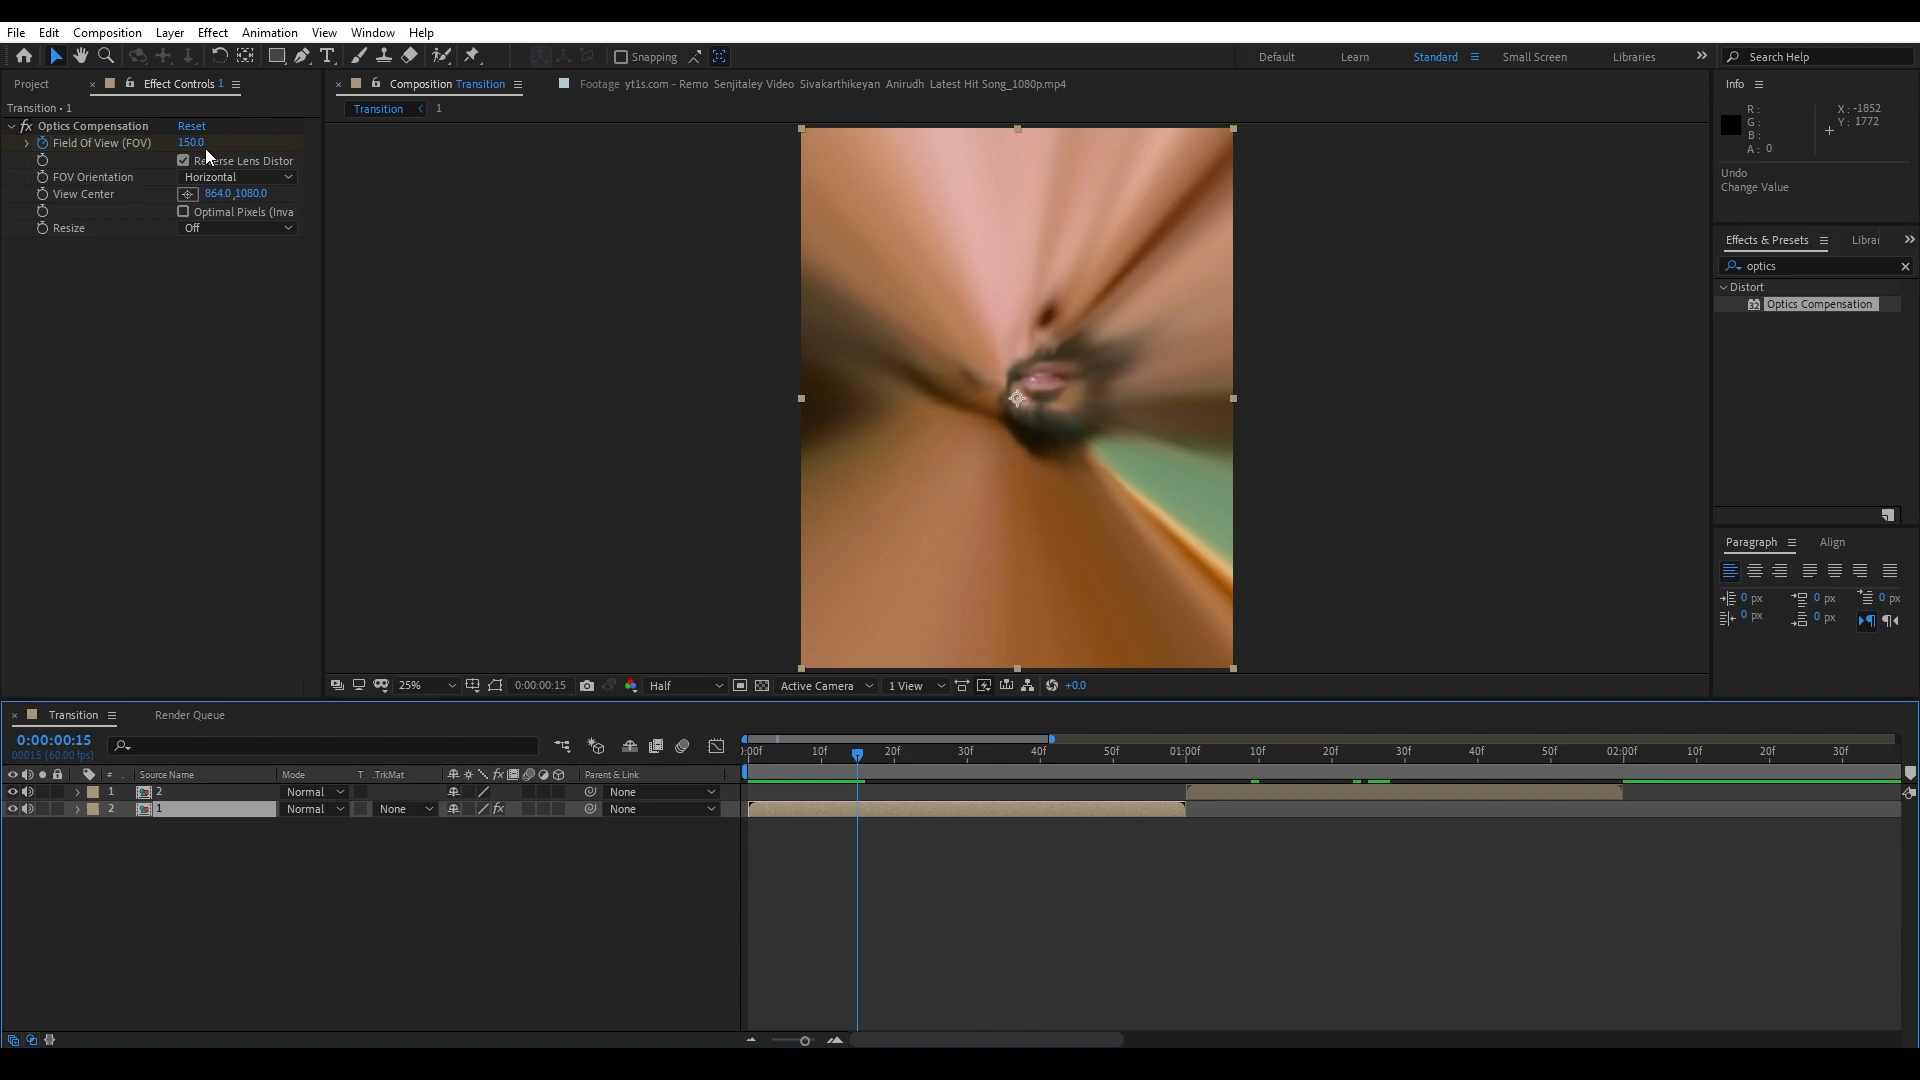 File Edit Composition Layer Effect Animation View Window Help
Snapping Default Learn Standard Small Screen Libraries Search Help
Project Effect Controls 1
Composition Transition Footage yt1s.com - Remo Senjitaley Video Sivakarthikeyan Anirudh Latest Hit Song_1080p.mp4
Info
Transition • 1
Transition 1
R: X: -1852
G: Y: 1772
B:
A: 0
Optics Compensation Reset
Field Of View (FOV) 150.0
Reverse Lens Distor
FOV Orientation Horizontal
View Center 864.0,1080.0
Optimal Pixels (Inva
Resize Off
Undo
Change Value
Effects & Presets Librar
optics
Distort
32 Optics Compensation
Paragraph Align
0 px 0 px 0 px
0 px 0 px
25% 0:00:00:15 Half Active Camera 1 View +0.0
Transition Render Queue
0:00:00:15
00015 (60.00 fps)
):00f 10f 20f 30f 40f 50f 01:00f 10f 20f 30f 40f 50f 02:00f 10f 20f 30f
# Source Name Mode T .TrkMat Parent & Link
1 2 Normal None
2 1 Normal None None